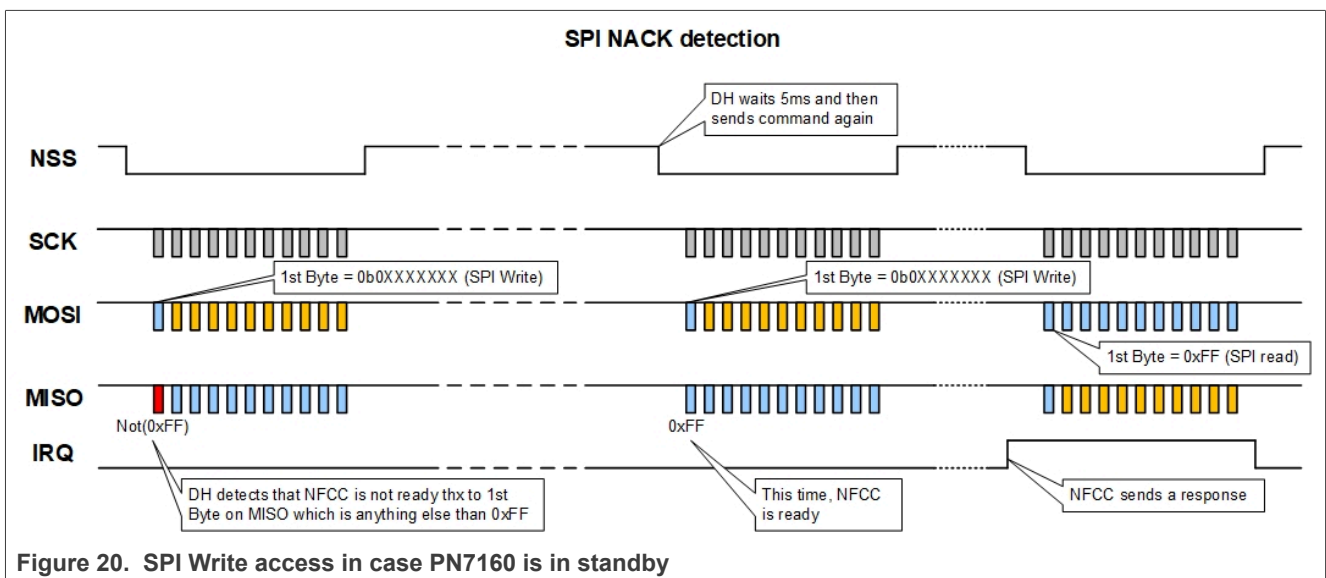 SPI NACK detection
DH waits 5ms and then
sends command again
NSS
SCK
1st Byte = 0b0XXXXXXX (SPI Write)
1st Byte = 0b0XXXXXXX (SPI Write)
MOSI
1st Byte = 0xFF (SPI read)
MISO
Not(0xFF)
0xFF
IRQ
DH detects that NFCC is not ready thx to 1st
Byte on MISO which is anything else than 0xFF
This time, NFCC
is ready
NFCC sends a response
Figure 20. SPI Write access in case PN7160 is in standby